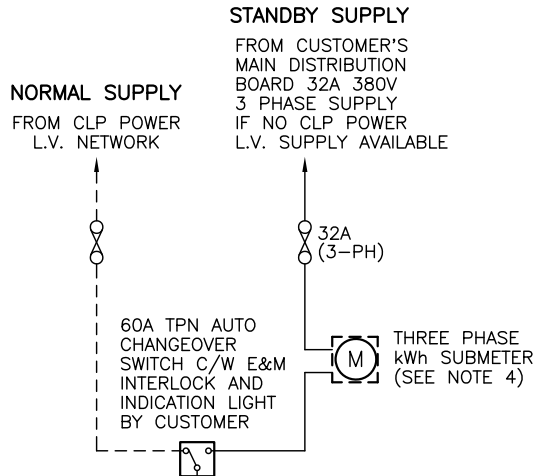 STANDBY SUPPLY
FROM CUSTOMER'S
MAIN DISTRIBUTION
BOARD 32A 380V
3 PHASE SUPPLY
IF NO CLP POWER
L.V. SUPPLY AVAILABLE
NORMAL SUPPLY
FROM CLP POWER
L.V. NETWORK
32A
(3-PH)
60A TPN AUTO
CHANGEOVER
SWITCH C/W E&M
INTERLOCK AND
INDICATION LIGHT
BY CUSTOMER
M
THREE PHASE
kWh SUBMETER
(SEE NOTE 4)